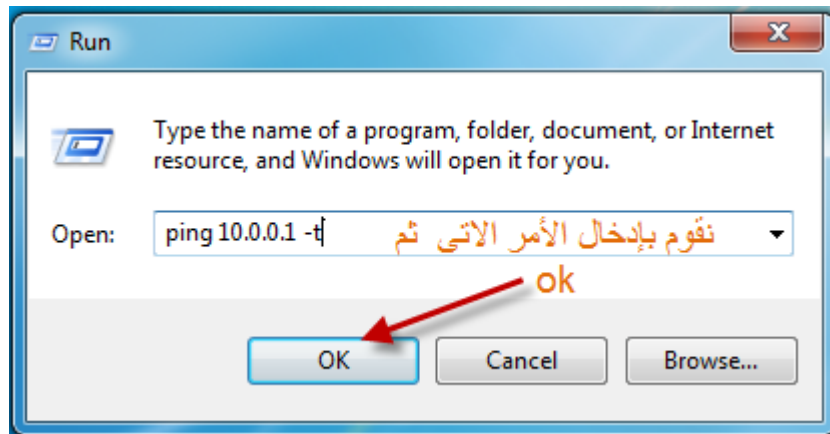 Run
Type the name of a program, folder, document, or Internet
resource, and Windows will open it for you.
Open: ping 10.0.0.1 -t نقوم بإدخال الأمر الاتى ثم
ok
OK Cancel Browse...